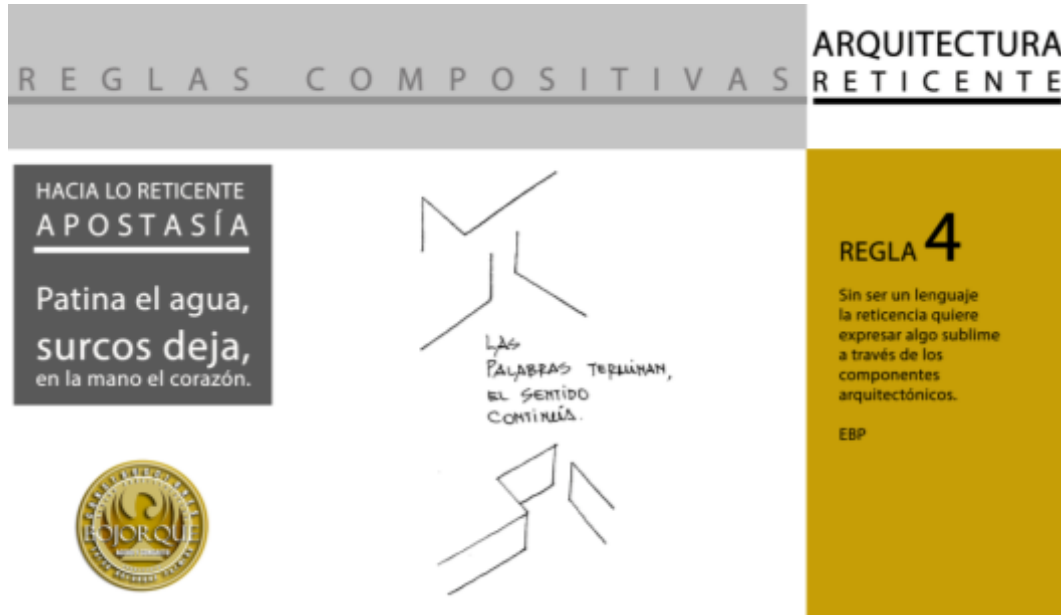 REGLAS COMPOSITIVAS
ARQUITECTURA
RETICENTE
HACIA LO RETICENTE
APOSTASÍA
Patina el agua,
surcos deja,
en la mano el corazón.
LAS
PALABRAS TERMINAN,
EL SENTIDO
CONTINÚA.
BOJORQUE
REGLA 4
Sin ser un lenguaje
la reticencia quiere
expresar algo sublime
a través de los
componentes
arquitectónicos.
EBP